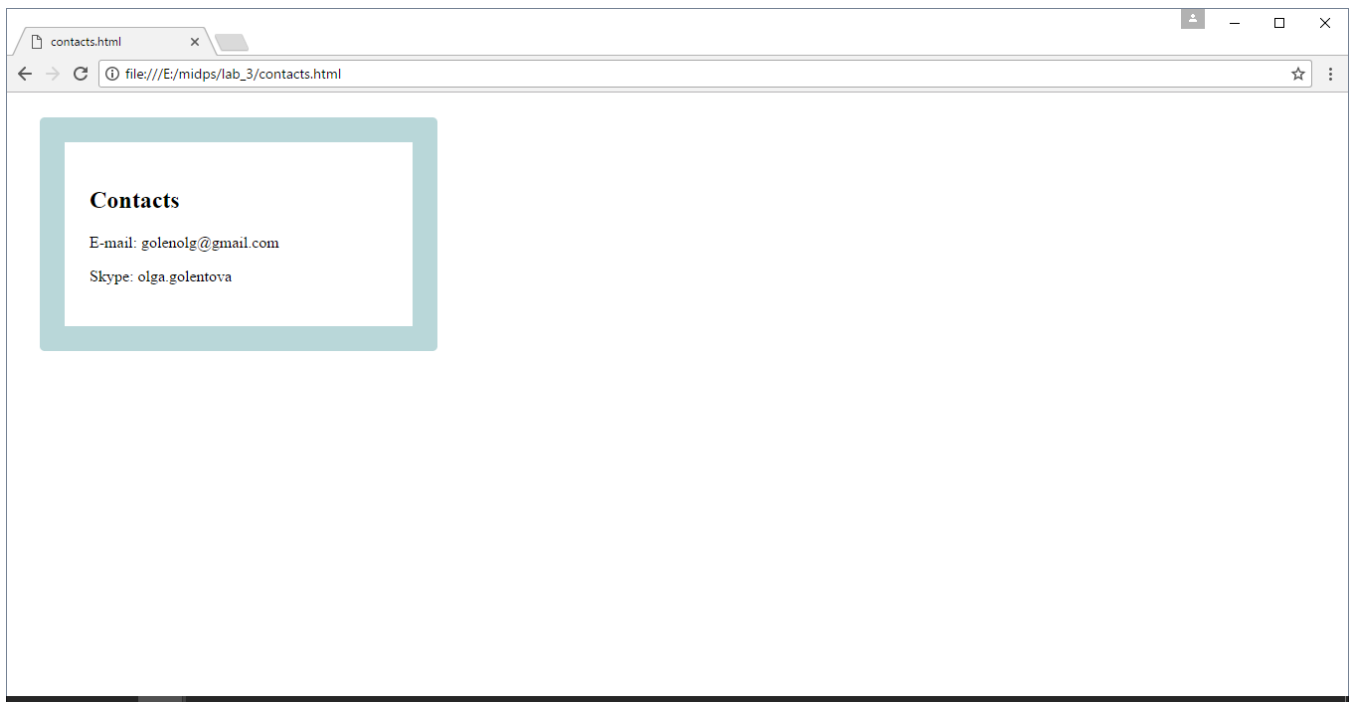 contacts.html
file:///E:/midps/lab_3/contacts.html
Contacts
E-mail: golenolg@gmail.com
Skype: olga.golentova